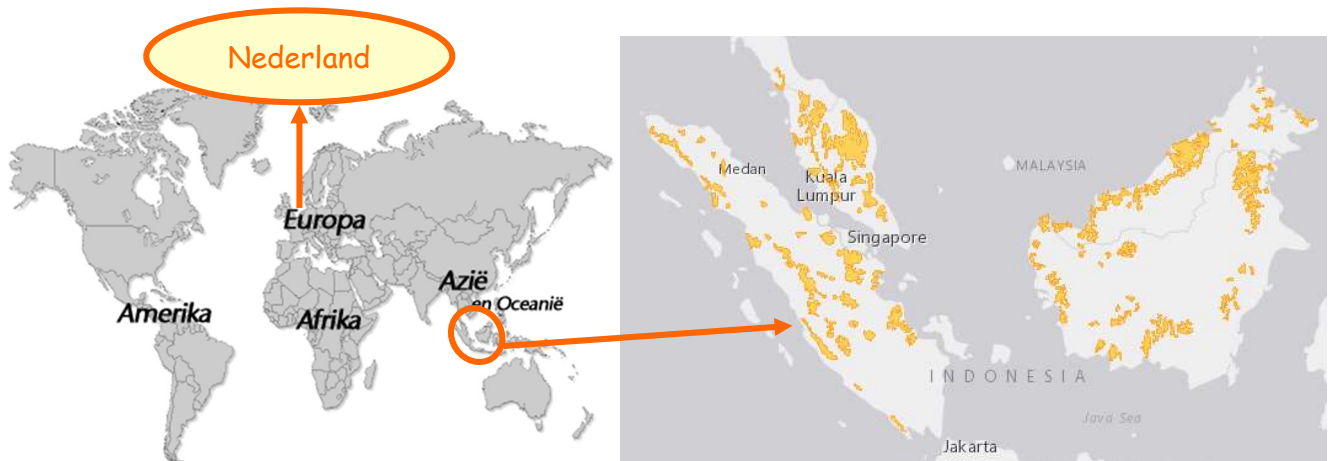 Nederland
Europa
Azië
en Oceanië
Amerika
Afrika
Medan
Kuala
Lumpur
Singapore
MALAYSIA
INDONESIA
Java Sea
Jakarta